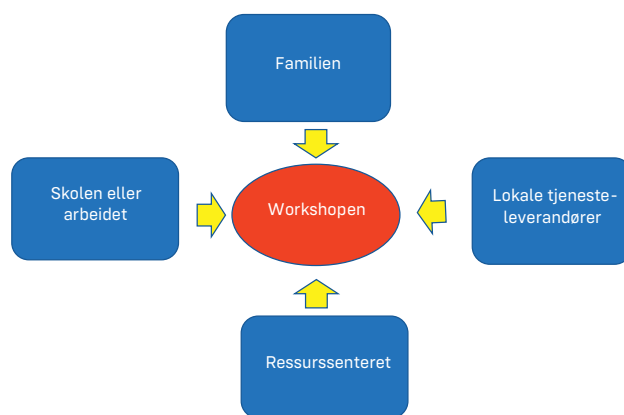 Familien
Skolen eller
arbeidet
Workshopen
Lokale tjeneste-
leverandører
Ressurssenteret